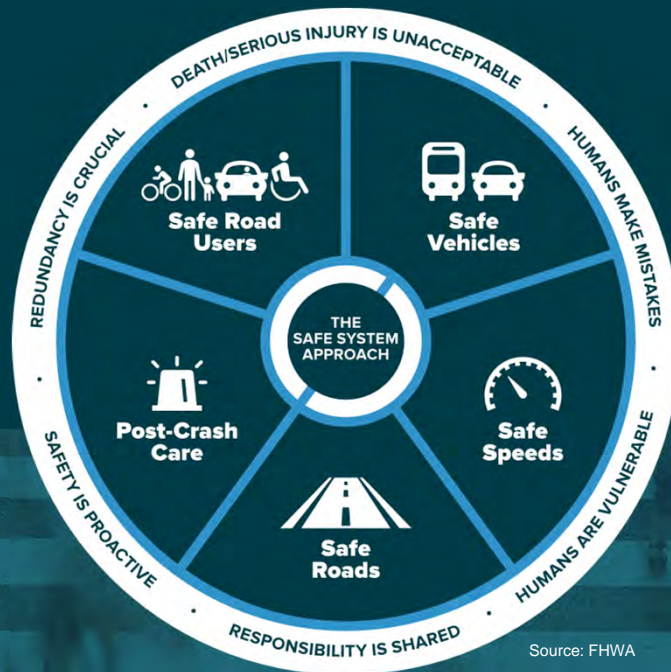 DEATH/SERIOUS INJURY IS UNACCEPTABLE
HUMANS MAKE MISTAKES
HUMANS ARE VULNERABLE
RESPONSIBILITY IS SHARED
SAFETY IS PROACTIVE
REDUNDANCY IS CRUCIAL
Safe Road
Users
Safe
Vehicles
THE
SAFE SYSTEM
APPROACH
Post-Crash
Care
Safe
Speeds
Safe
Roads
Source: FHWA